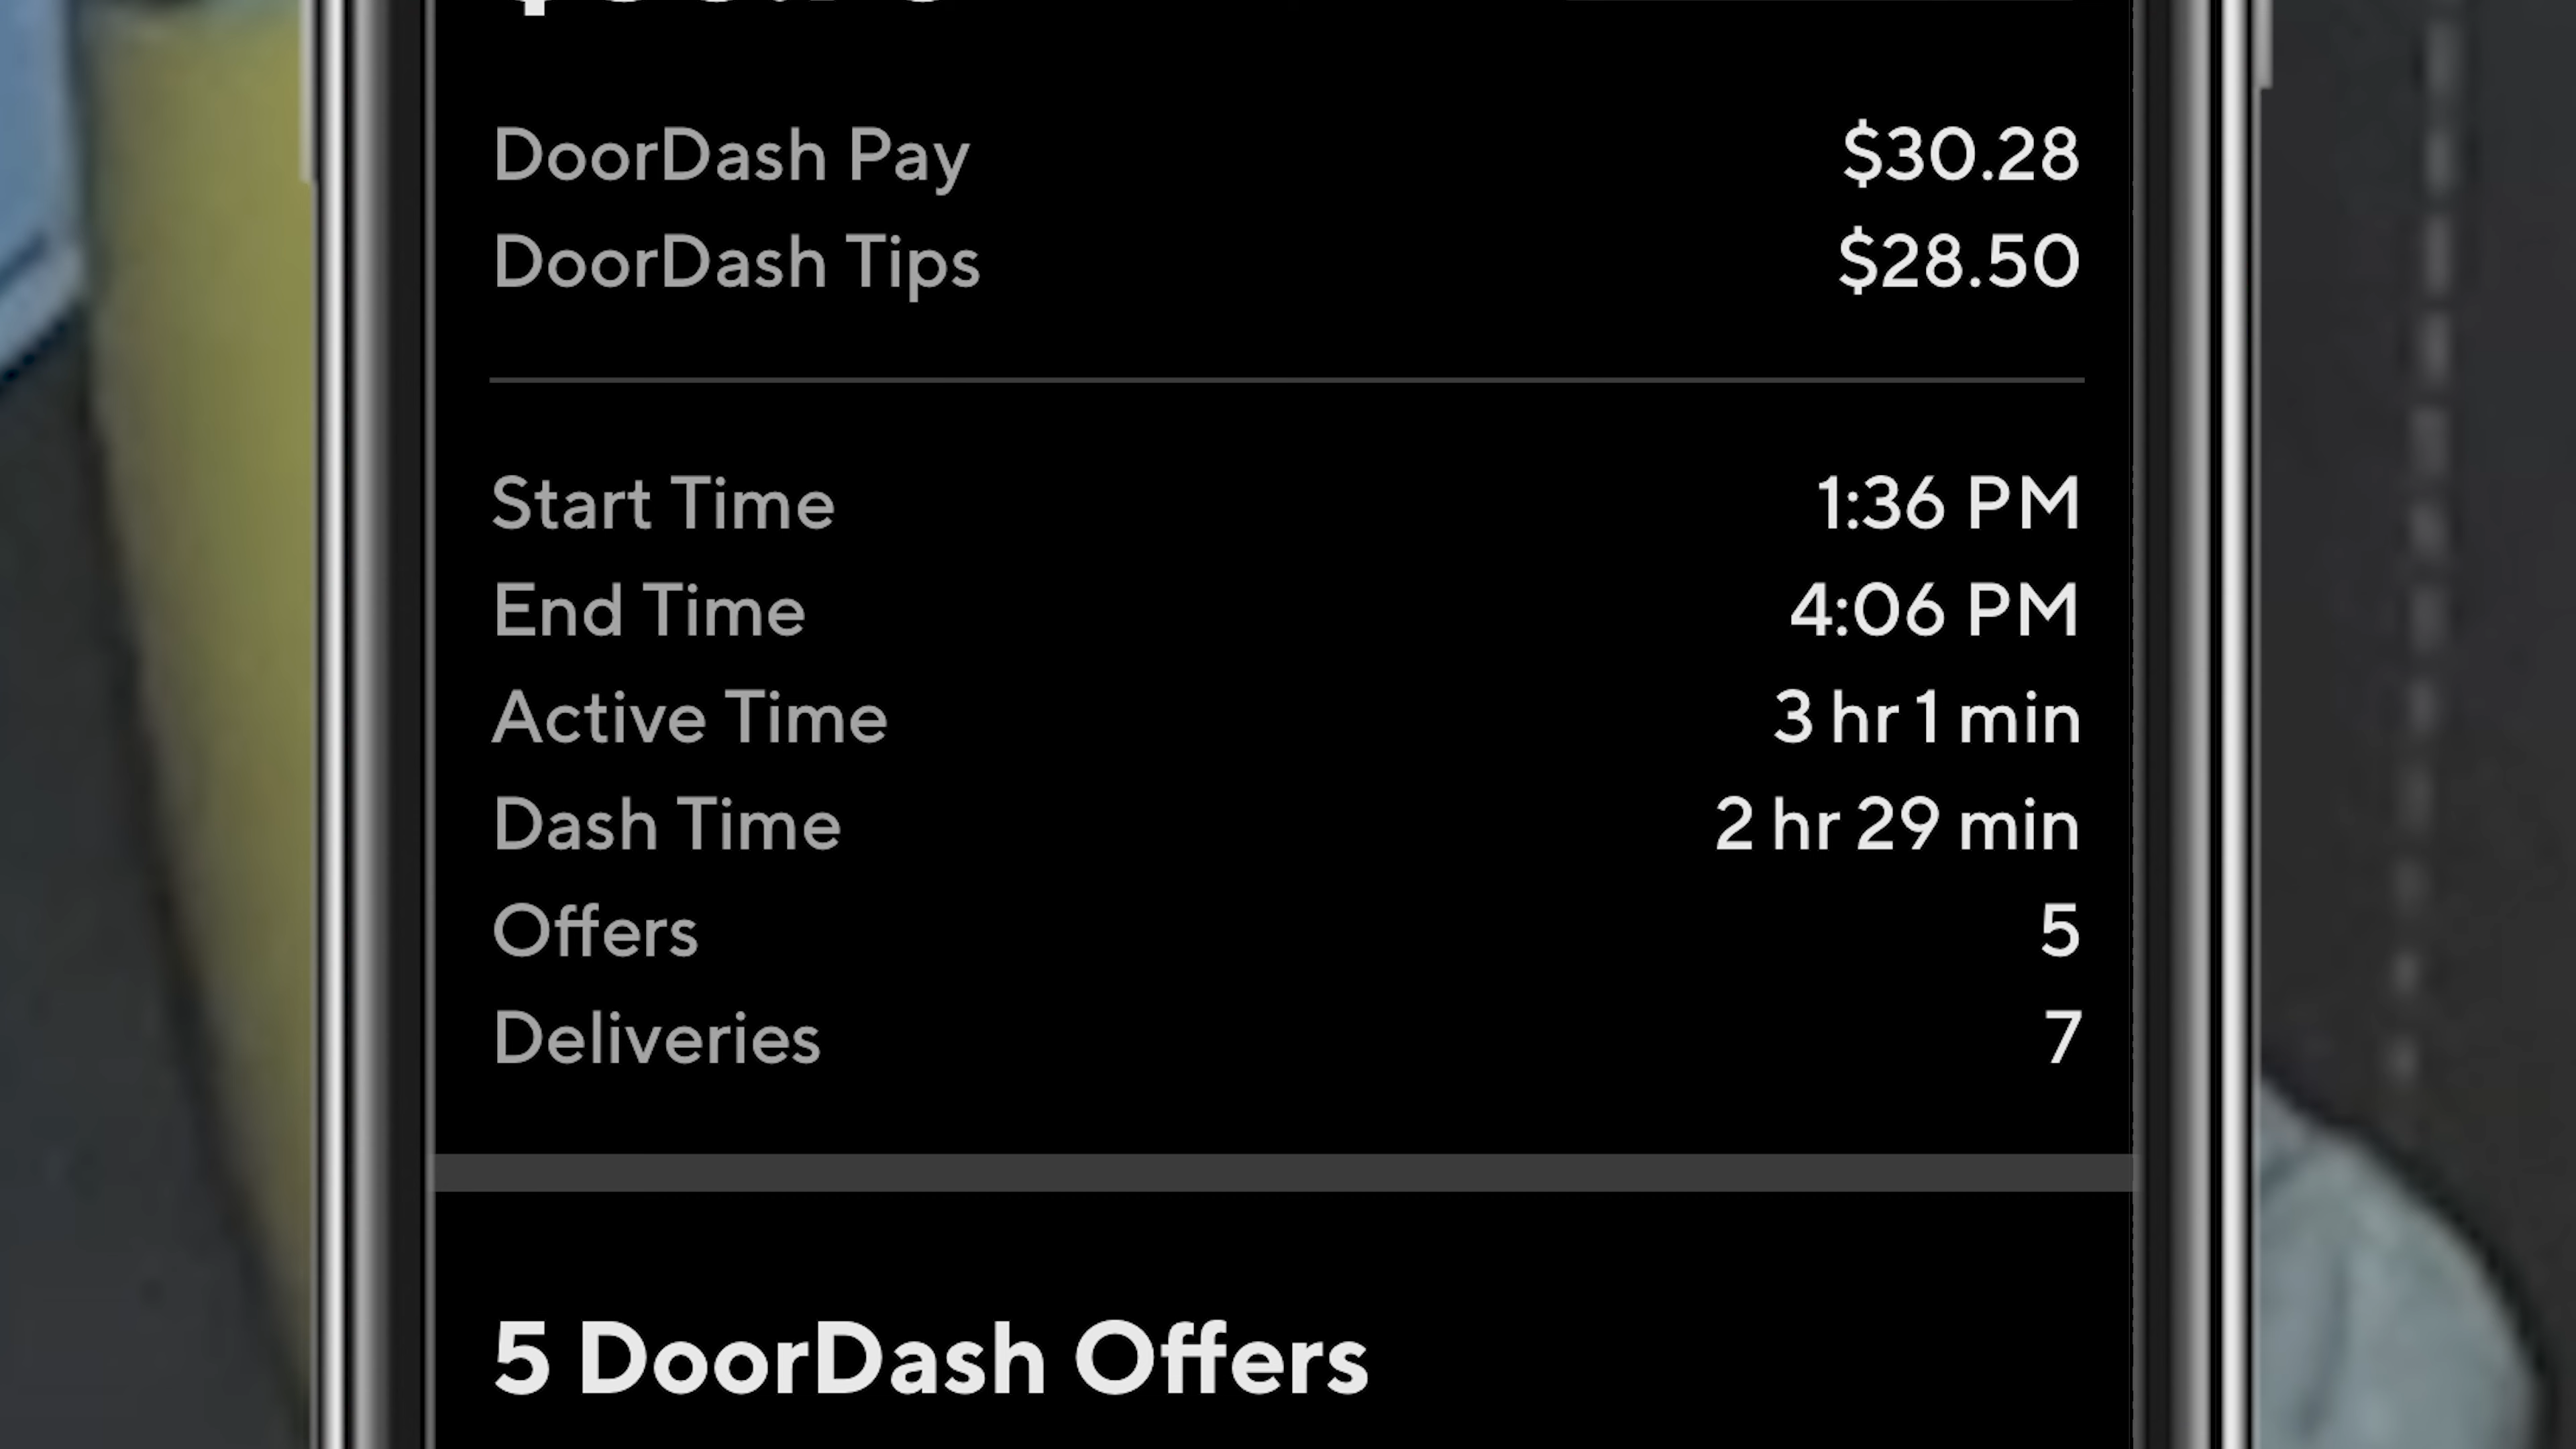 DoorDash Pay $30.28
DoorDash Tips $28.50
Start Time 1:36 PM
End Time 4:06 PM
Active Time 3 hr 1 min
Dash Time 2 hr 29 min
Offers 5
Deliveries 7
5 DoorDash Offers